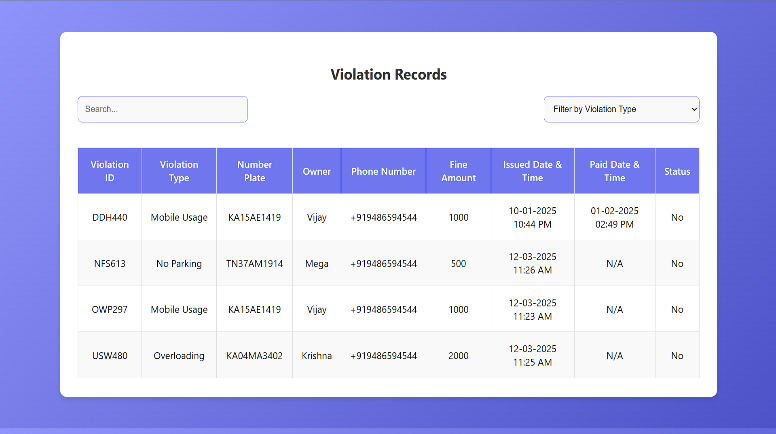 Violation Records
Search...
Filter by Violation Type
Violation ID Violation Type Number Plate Owner Phone Number Fine Amount Issued Date & Time Paid Date & Time Status
DDH440 Mobile Usage KA15AE1419 Vijay +919486594544 1000 10-01-2025 10:44 PM 01-02-2025 02:49 PM No
NFS613 No Parking TN37AM1914 Mega +919486594544 500 12-03-2025 11:26 AM N/A No
OWP297 Mobile Usage KA15AE1419 Vijay +919486594544 1000 12-03-2025 11:23 AM N/A No
USW480 Overloading KA04MA3402 Krishna +919486594544 2000 12-03-2025 11:25 AM N/A No